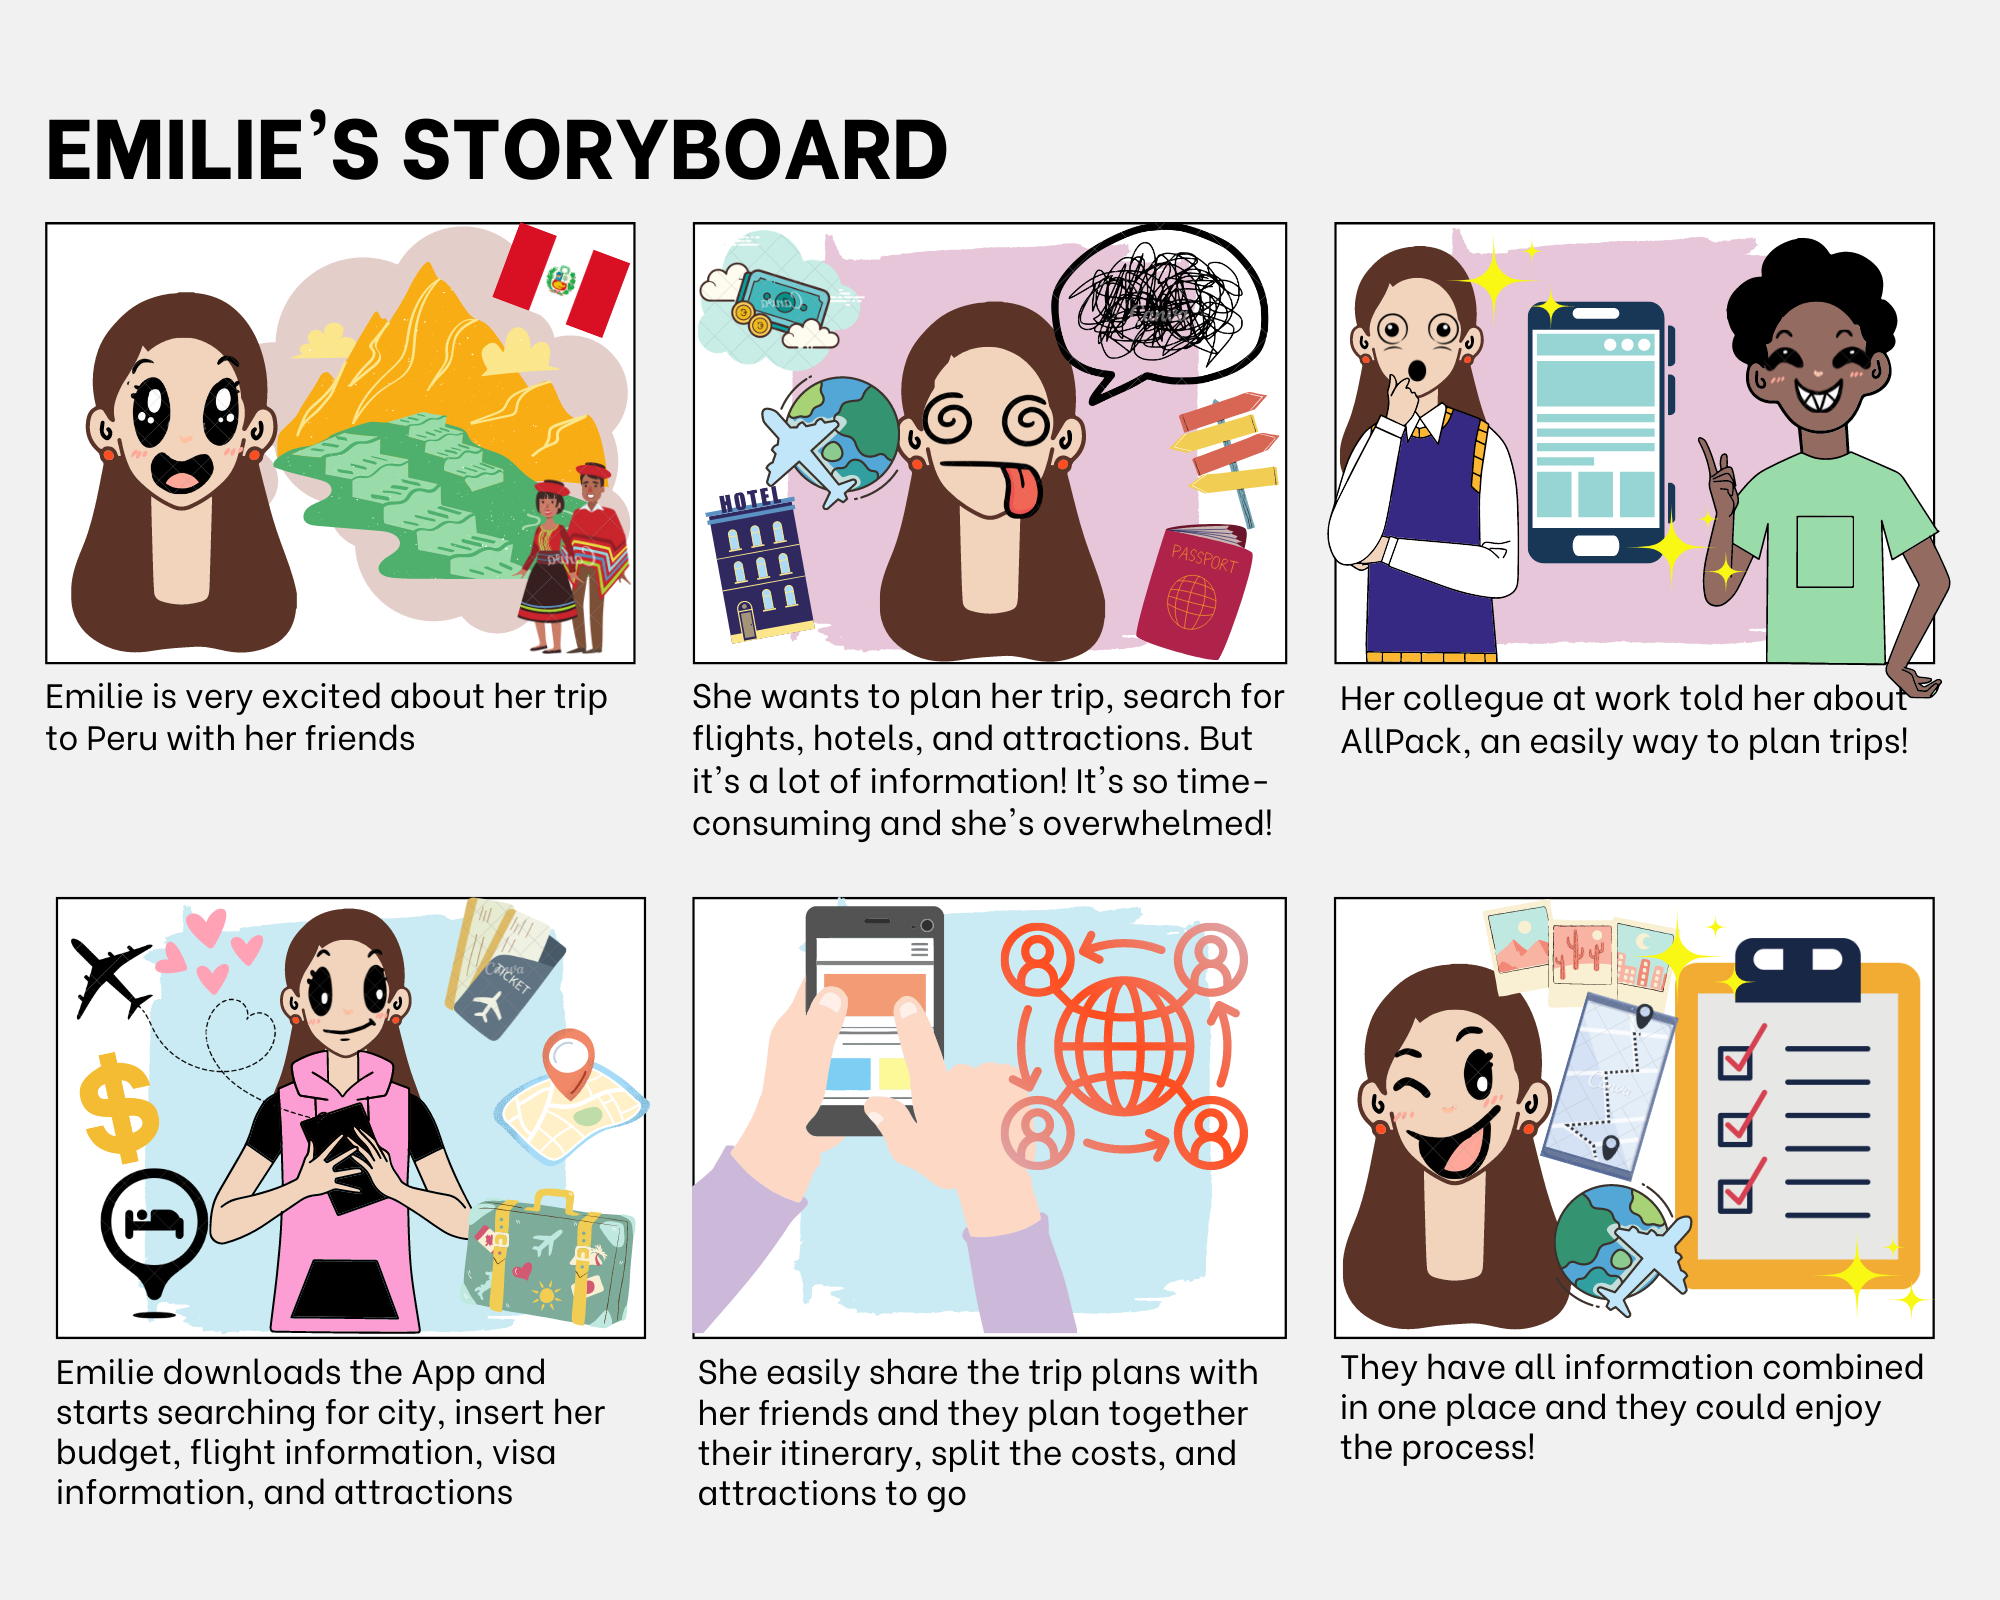 EMILIE’S STORYBOARD
HOTEL
PASSPORT
Emilie is very excited about her trip
to Peru with her friends
She wants to plan her trip, search for
flights, hotels, and attractions. But
it’s a lot of information! It’s so time-
consuming and she’s overwhelmed!
Her collegue at work told her about
AllPack, an easily way to plan trips!
TICKET
$
Emilie downloads the App and
starts searching for city, insert her
budget, flight information, visa
information, and attractions
She easily share the trip plans with
her friends and they plan together
their itinerary, split the costs, and
attractions to go
They have all information combined
in one place and they could enjoy
the process!